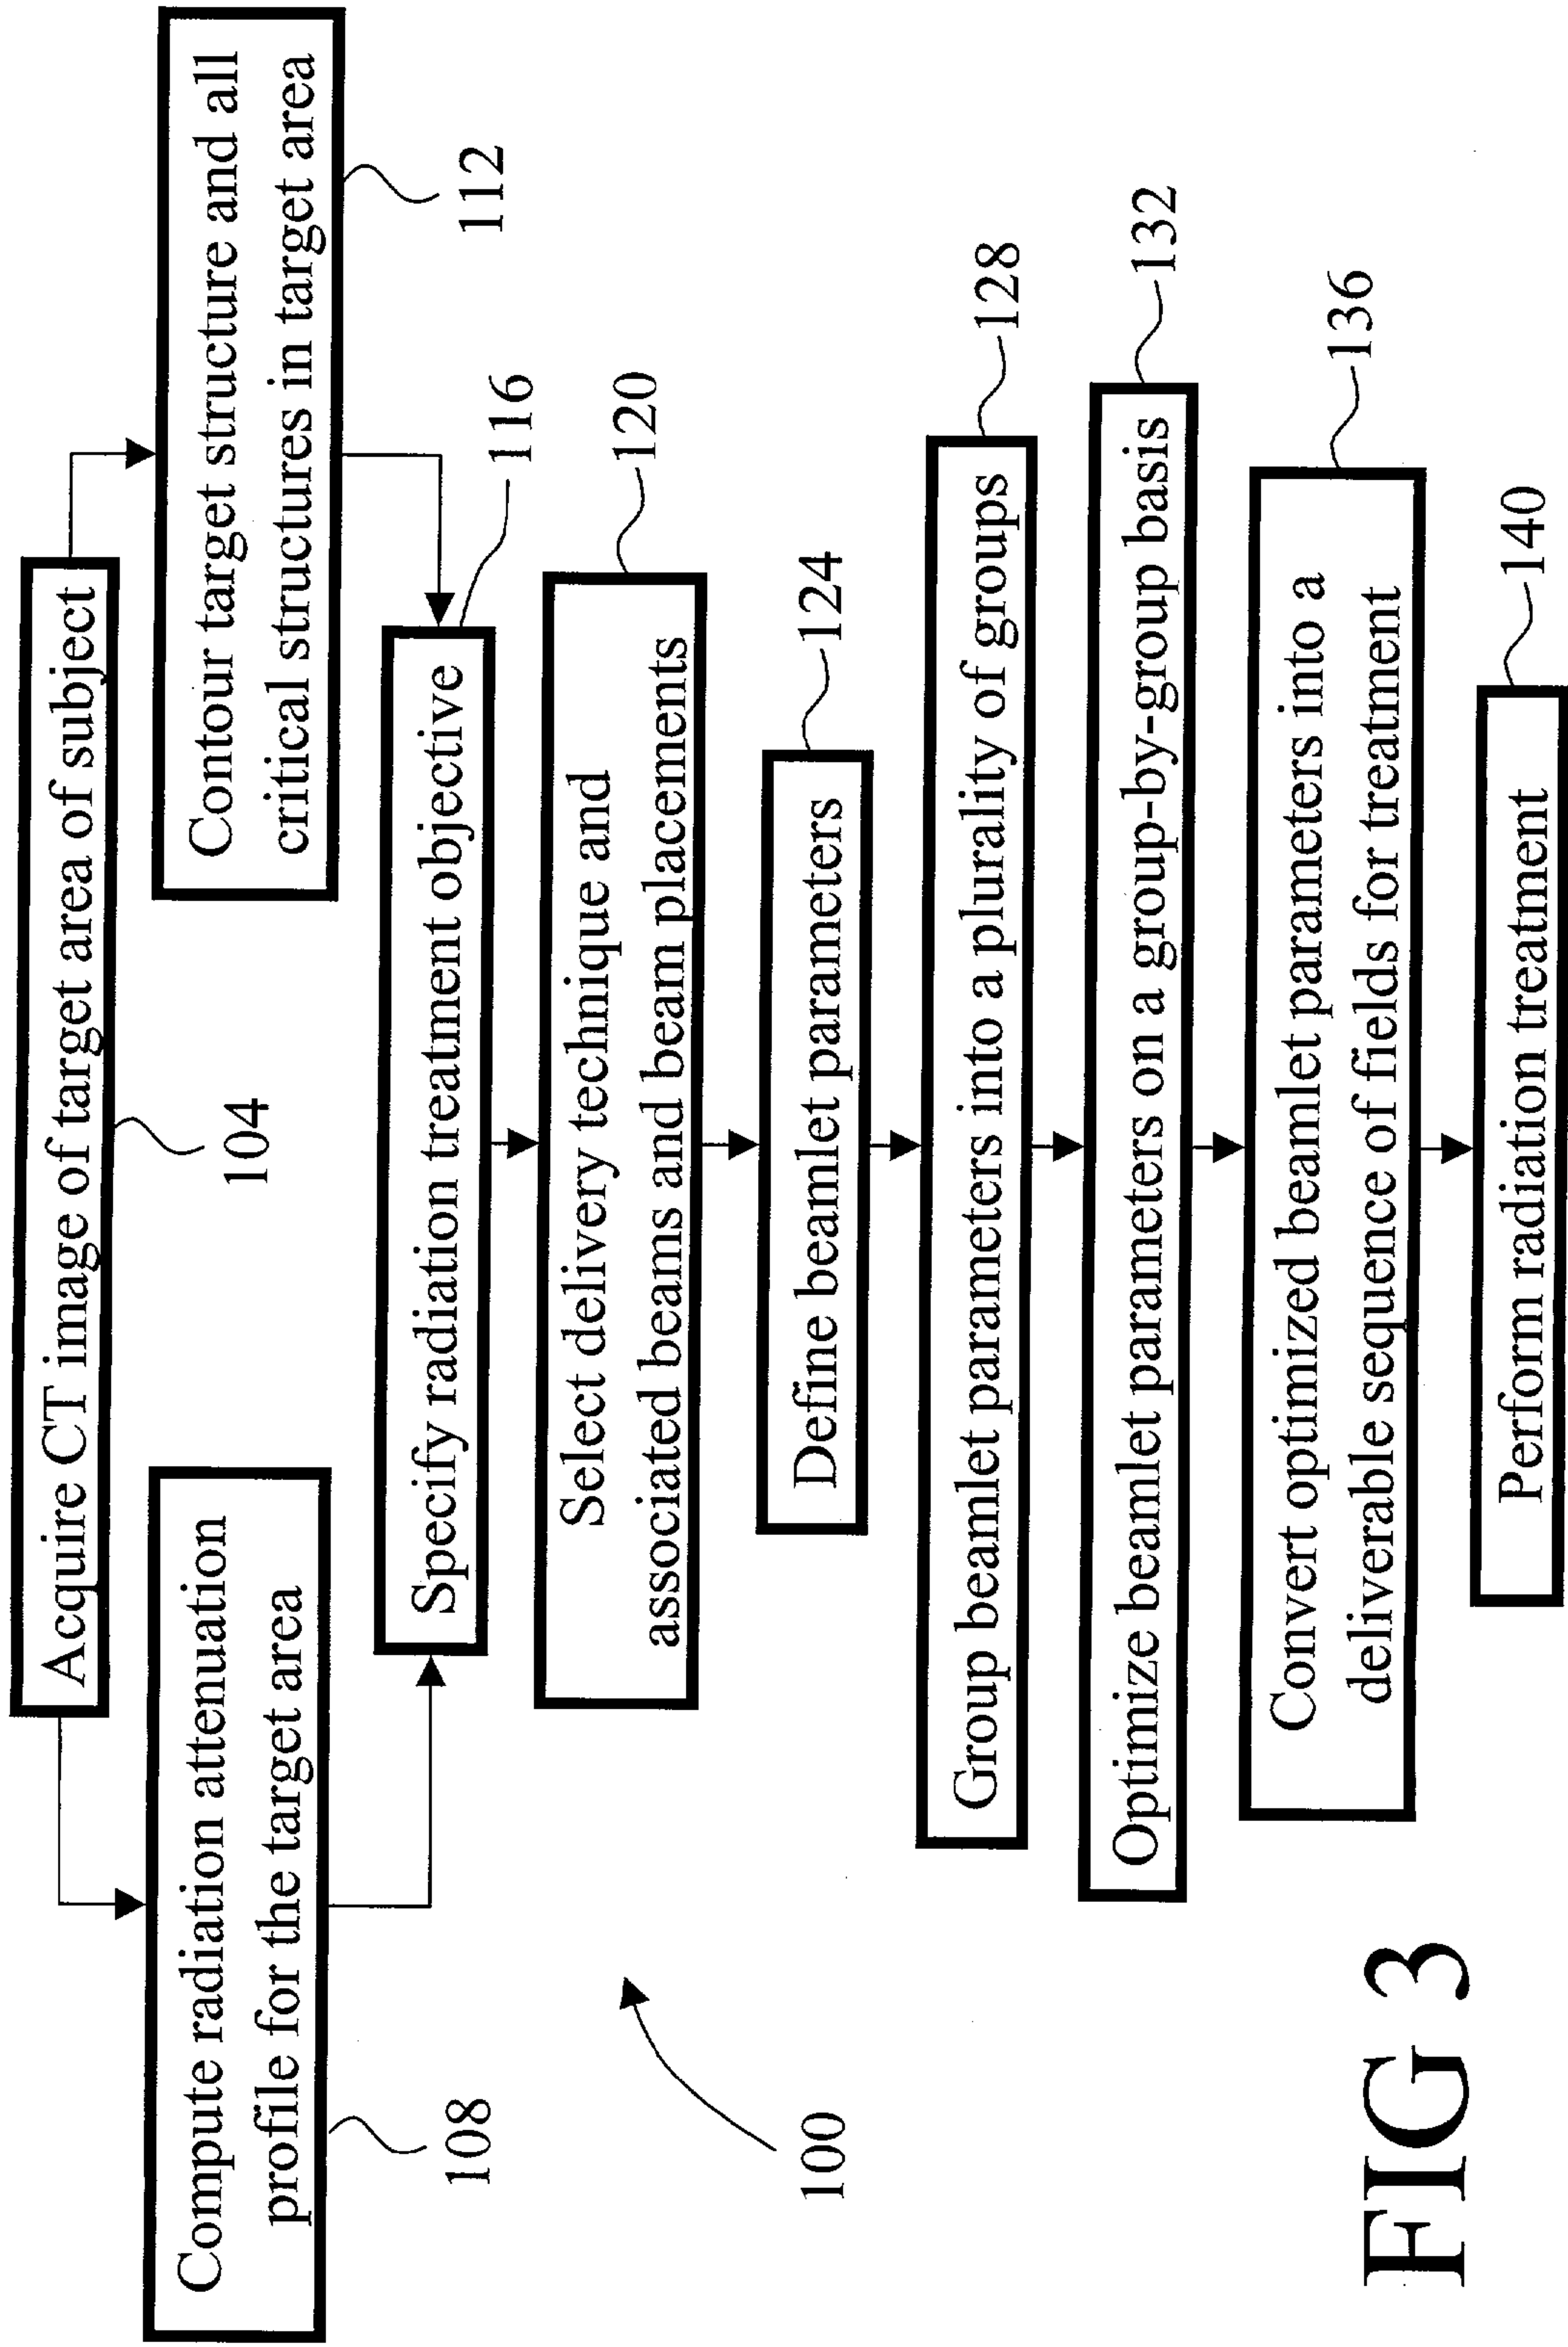 Acquire CT image of target area of subject
104
Compute radiation attenuation
profile for the target area
108
Contour target structure and all
critical structures in target area
112
Specify radiation treatment objective
116
Select delivery technique and
associated beams and beam placements
120
Define beamlet parameters
124
Group beamlet parameters into a plurality of groups
128
Optimize beamlet parameters on a group-by-group basis
132
Convert optimized beamlet parameters into a
deliverable sequence of fields for treatment
136
Perform radiation treatment
140
100
FIG 3